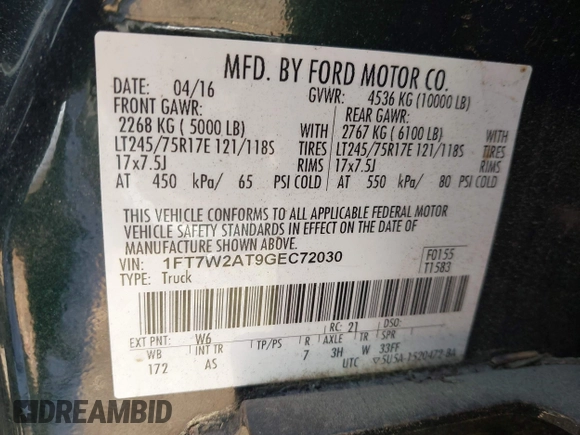 MFD. BY FORD MOTOR CO.
DATE: 04/16 GVWR: 4536 KG (10000 LB)
FRONT GAWR: REAR GAWR:
2268 KG ( 5000 LB) WITH 2767 KG ( 6100 LB) WITH
LT245/75R17E 121/118S TIRES LT245/75R17E 121/118S TIRES
17x7.5J RIMS 17x7.5J RIMS
AT 450 kPa/ 65 PSI COLD AT 550 kPa/ 80 PSI COLD
THIS VEHICLE CONFORMS TO ALL APPLICABLE FEDERAL MOTOR
VEHICLE SAFETY STANDARDS IN EFFECT ON THE DATE OF
MANUFACTURE SHOWN ABOVE.
VIN: 1FT7W2AT9GEC72030 F0155
TYPE: Truck T1583
RC: 21 DSO:
EXT PNT: W6
WB INT TR TP/PS R AXLE TR SPR
172 AS 7 3H W 33FF
UTC
DREAMBID